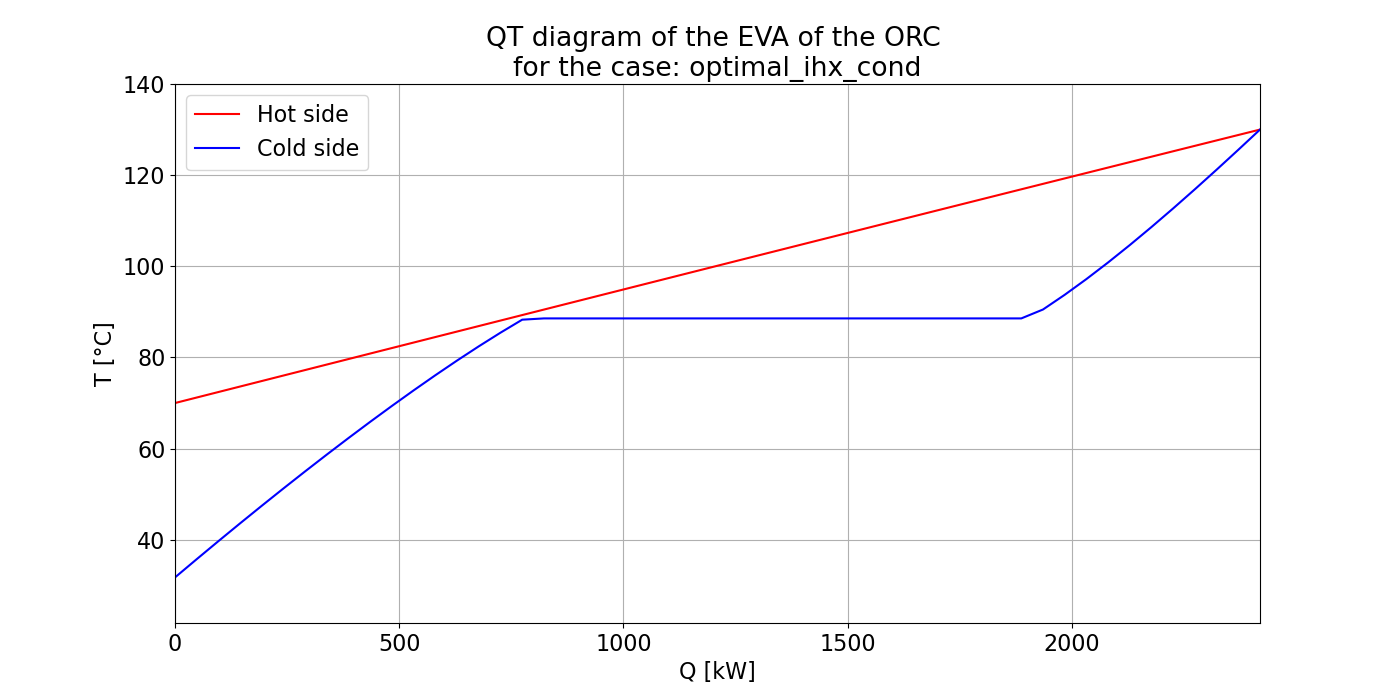 QT diagram of the EVA of the ORC
for the case: optimal_ihx_cond
Hot side
Cold side
T [°C]
140
120
100
80
60
40
0
500
1000
1500
2000
Q [kW]